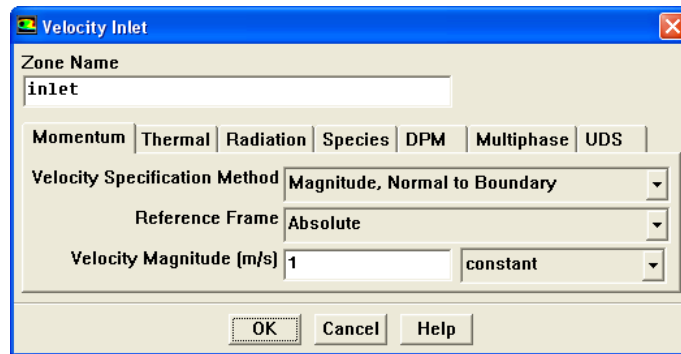 Velocity Inlet
Zone Name
inlet
Momentum Thermal Radiation Species DPM Multiphase UDS
Velocity Specification Method Magnitude, Normal to Boundary
Reference Frame Absolute
Velocity Magnitude (m/s) 1 constant
OK Cancel Help